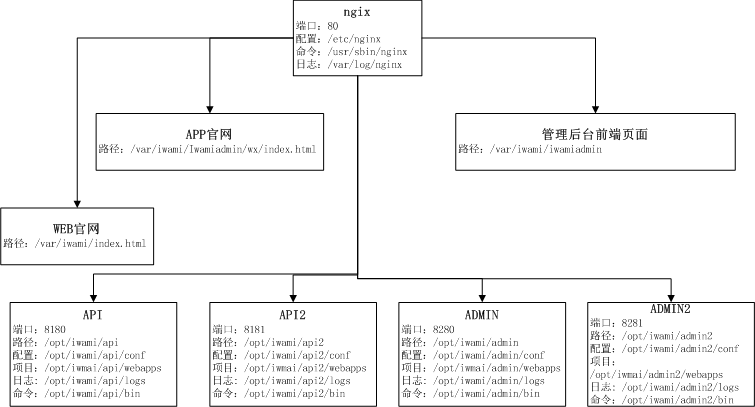 ngix
端口：80
配置：/etc/nginx
命令：/usr/sbin/nginx
日志：/var/log/nginx
APP官网
路径：/var/iwami/Iwamiadmin/wx/index.html
管理后台前端页面
路径：/var/iwami/iwamiadmin
WEB官网
路径：/var/iwami/index.html
API
端口：8180
路径：/opt/iwami/api
配置：/opt/iwami/api/conf
项目：/opt/iwmai/api/webapps
日志：/opt/iwami/api/logs
命令：/opt/iwami/api/bin
API2
端口：8181
路径：/opt/iwami/api2
配置：/opt/iwami/api2/conf
项目：/opt/iwmai/api2/webapps
日志：/opt/iwami/api2/logs
命令：/opt/iwami/api2/bin
ADMIN
端口：8280
路径：/opt/iwami/admin
配置：/opt/iwami/admin/conf
项目：/opt/iwmai/admin/webapps
日志：/opt/iwami/admin/logs
命令：/opt/iwami/admin/bin
ADMIN2
端口：8281
路径：/opt/iwami/admin2
配置：/opt/iwami/admin2/conf
项目：
/opt/iwmai/admin2/webapps
日志：/opt/iwami/admin2/logs
命令：/opt/iwami/admin2/bin